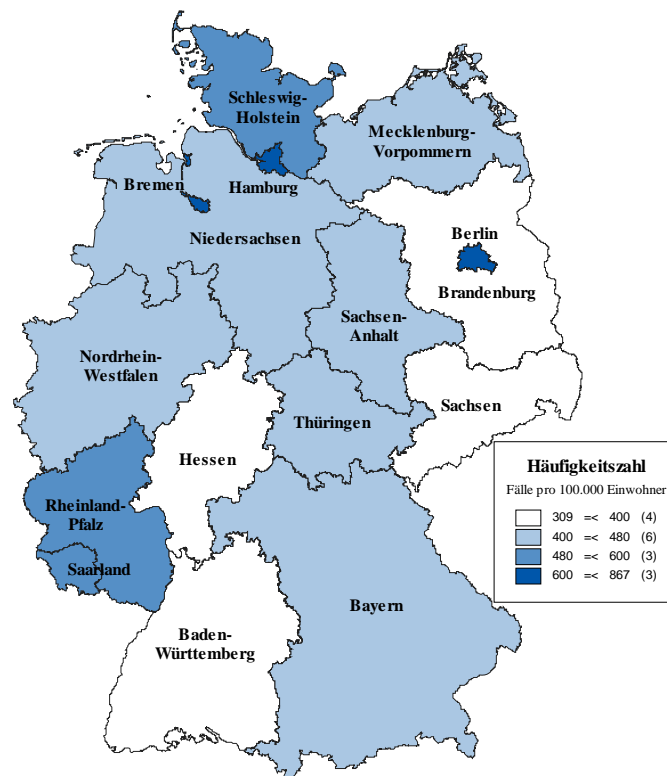 Schleswig-
Holstein
Mecklenburg-
Vorpommern
Bremen
Hamburg
Niedersachsen
Berlin
Brandenburg
Sachsen-
Anhalt
Nordrhein-
Westfalen
Sachsen
Thüringen
Hessen
Häufigkeitszahl
Fälle pro 100.000 Einwohner
309 =< 400 (4)
400 =< 480 (6)
480 =< 600 (3)
600 =< 867 (3)
Rheinland-
Pfalz
Saarland
Bayern
Baden-
Württemberg